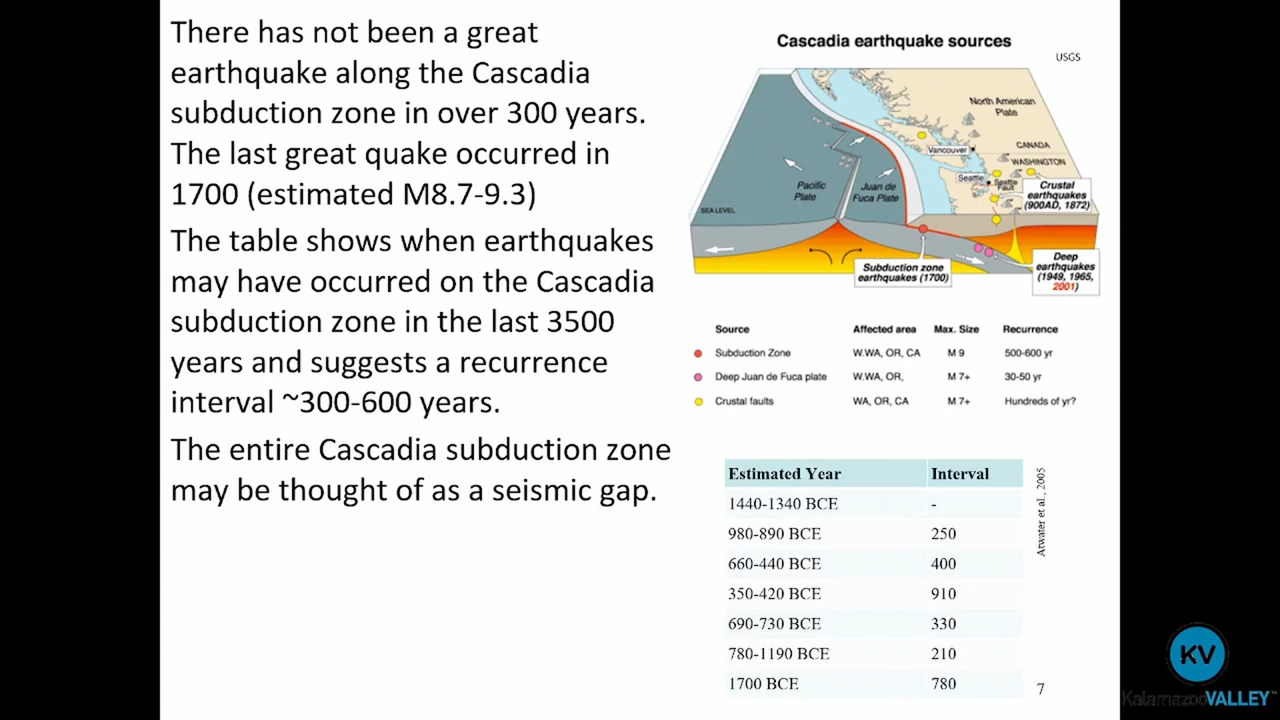 There has not been a great
earthquake along the Cascadia
subduction zone in over 300 years.
The last great quake occurred in
1700 (estimated M8.7-9.3)
The table shows when earthquakes
may have occurred on the Cascadia
subduction zone in the last 3500
years and suggests a recurrence
interval ~300-600 years.
The entire Cascadia subduction zone
may be thought of as a seismic gap.
Cascadia earthquake sources
USGS
North American
Plate
Vancouver
CANADA
WASHINGTON
Seattle
Seattle
Fault
Crustal
earthquakes
(900AD, 1872)
Pacific
Plate
Juan de
Fuca Plate
SEA LEVEL
Subduction zone
earthquakes (1700)
Deep
earthquakes
(1949, 1965,
2001)
Source Affected area Max. Size Recurrence
Subduction Zone W.WA, OR, CA M 9 500-600 yr
Deep Juan de Fuca plate W.WA, OR, M 7+ 30-50 yr
Crustal faults WA, OR, CA M 7+ Hundreds of yr?
Estimated Year Interval
1440-1340 BCE -
980-890 BCE 250
660-440 BCE 400
350-420 BCE 910
690-730 BCE 330
780-1190 BCE 210
1700 BCE 780
Atwater et al., 2005
7
KV
KalamazooVALLEY™